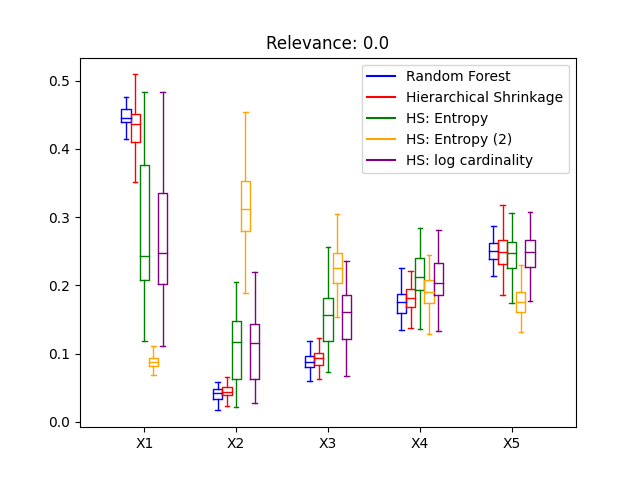 Relevance: 0.0
Random Forest
Hierarchical Shrinkage
HS: Entropy
HS: Entropy (2)
HS: log cardinality
0.5
0.4
0.3
0.2
0.1
0.0
X1 X2 X3 X4 X5